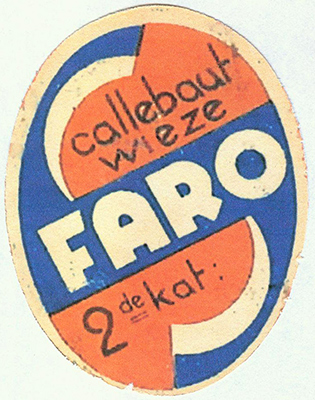 callebaut
wieze
FARO
2de kat: